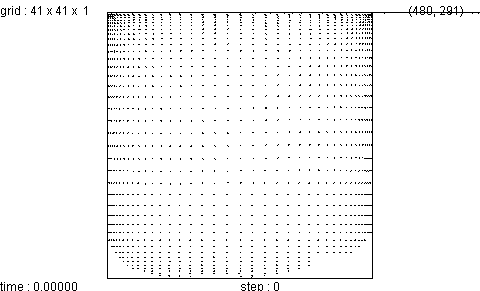 grid : 41 x 41 x 1
(480, 291)
time : 0.00000
step : 0